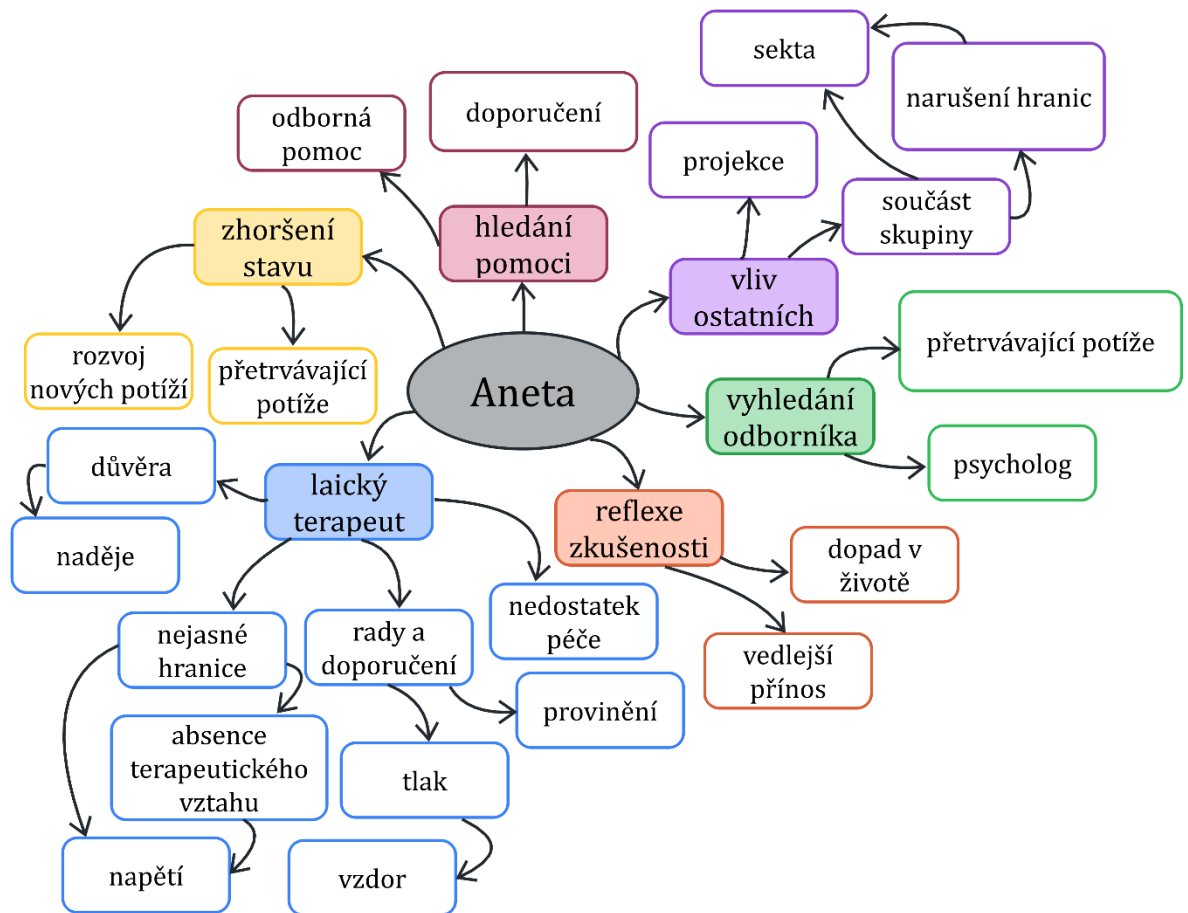 sekta
narušení hranic
odborná
pomoc
doporučení
projekce
součást
skupiny
zhoršení
stavu
hledání
pomoci
vliv
ostatních
rozvoj
nových potíží
přetrvávající
potíže
Aneta
přetrvávající potíže
vyhledání
odborníka
psycholog
důvěra
naděje
laický
terapeut
reflexe
zkušenosti
dopad v
životě
vedlejší
přínos
nejasné
hranice
rady a
doporučení
nedostatek
péče
provinění
absence
terapeutického
vztahu
tlak
napětí
vzdor